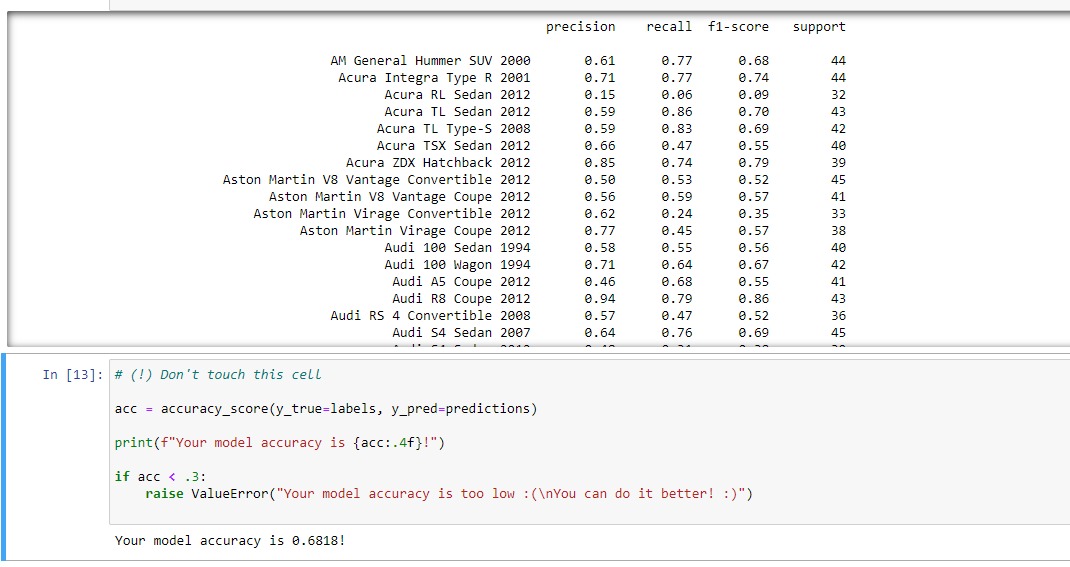 precision recall f1-score support
AM General Hummer SUV 2000 0.61 0.77 0.68 44
Acura Integra Type R 2001 0.71 0.77 0.74 44
Acura RL Sedan 2012 0.15 0.06 0.09 32
Acura TL Sedan 2012 0.59 0.86 0.70 43
Acura TL Type-S 2008 0.59 0.83 0.69 42
Acura TSX Sedan 2012 0.66 0.47 0.55 40
Acura ZDX Hatchback 2012 0.85 0.74 0.79 39
Aston Martin V8 Vantage Convertible 2012 0.50 0.53 0.52 45
Aston Martin V8 Vantage Coupe 2012 0.56 0.59 0.57 41
Aston Martin Virage Convertible 2012 0.62 0.24 0.35 33
Aston Martin Virage Coupe 2012 0.77 0.45 0.57 38
Audi 100 Sedan 1994 0.58 0.55 0.56 40
Audi 100 Wagon 1994 0.71 0.64 0.67 42
Audi A5 Coupe 2012 0.46 0.68 0.55 41
Audi R8 Coupe 2012 0.94 0.79 0.86 43
Audi RS 4 Convertible 2008 0.57 0.47 0.52 36
Audi S4 Sedan 2007 0.64 0.76 0.69 45
In [13]: # (!) Don't touch this cell
acc = accuracy_score(y_true=labels, y_pred=predictions)
print(f"Your model accuracy is {acc:.4f}!")
if acc < .3:
raise ValueError("Your model accuracy is too low :(\nYou can do it better! :)")
Your model accuracy is 0.6818!